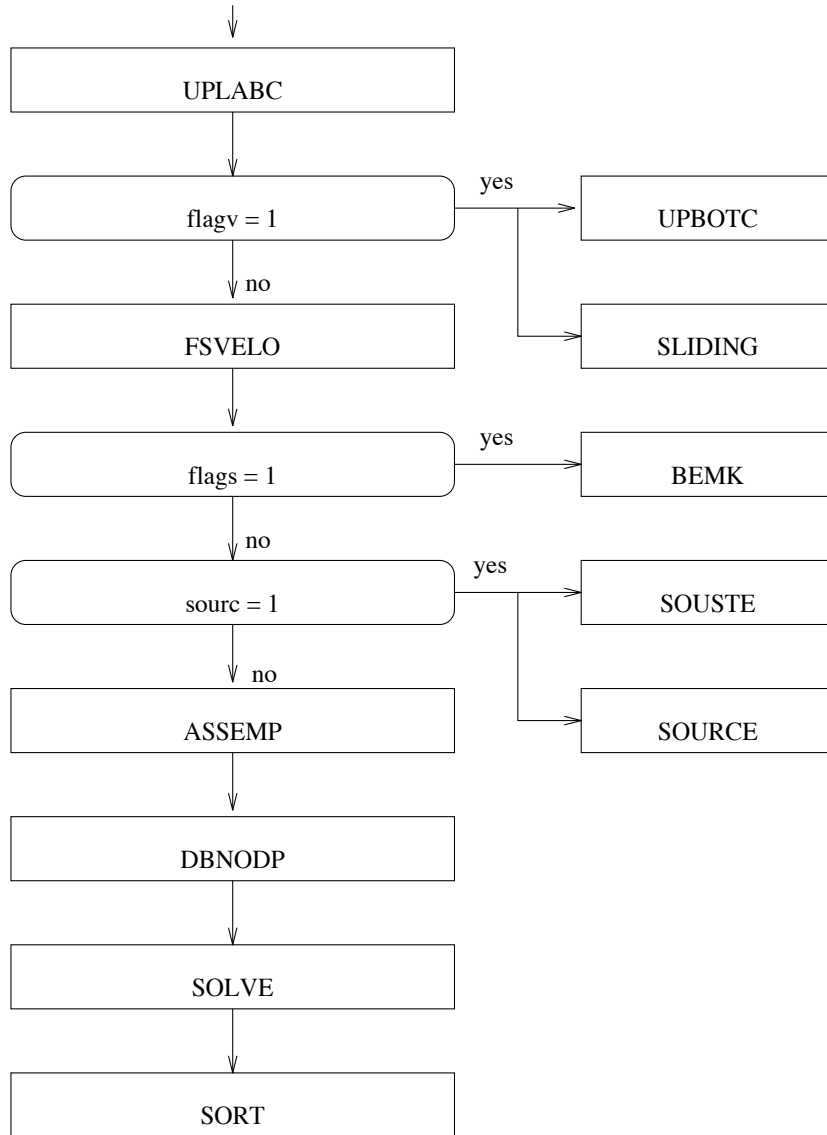 UPLABC
yes
flagv = 1
UPBOTC
no
FSVELO
SLIDING
yes
flags = 1
BEMK
no
yes
sourc = 1
SOUSTE
no
ASSEMP
SOURCE
DBNODP
SOLVE
SORT